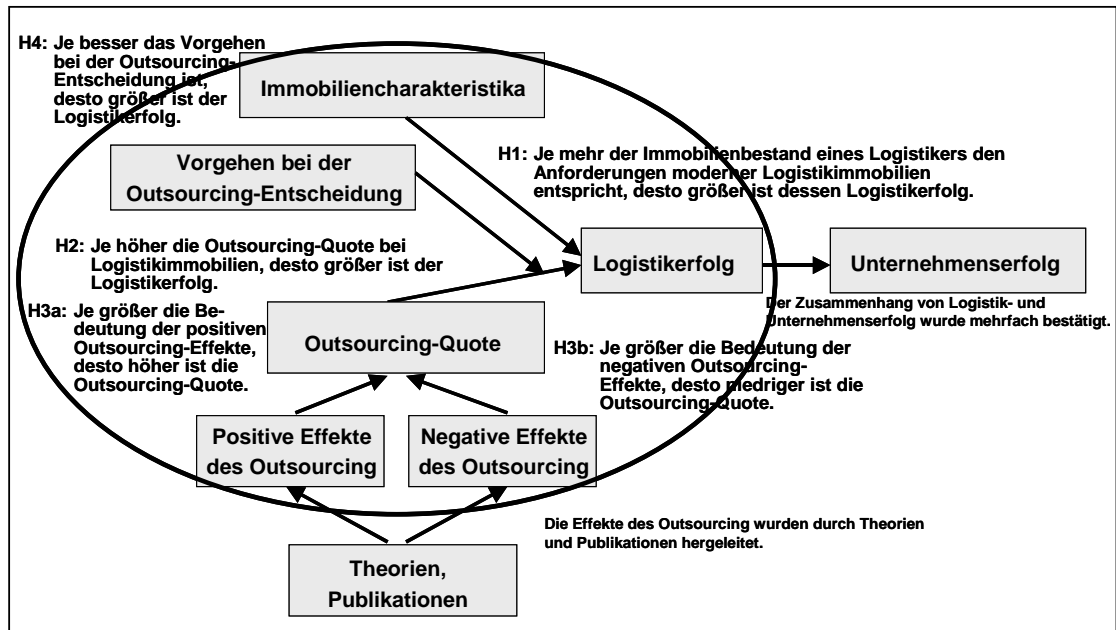 H4: Je besser das Vorgehen
bei der Outsourcing-
Entscheidung ist,
desto größer ist der
Logistikerfolg.
Immobiliencharakteristika
Vorgehen bei der
Outsourcing-Entscheidung
H1: Je mehr der Immobilienbestand eines Logistikers den
Anforderungen moderner Logistikimmobilien
entspricht, desto größer ist dessen Logistikerfolg.
H2: Je höher die Outsourcing-Quote bei
Logistikimmobilien, desto größer ist der
Logistikerfolg.
Logistikerfolg
Unternehmenserfolg
Der Zusammenhang von Logistik- und
Unternehmenserfolg wurde mehrfach bestätigt.
H3a: Je größer die Be-
deutung der positiven
Outsourcing-Effekte,
desto höher ist die
Outsourcing-Quote.
Outsourcing-Quote
H3b: Je größer die Bedeutung der
negativen Outsourcing-
Effekte, desto niedriger ist die
Outsourcing-Quote.
Positive Effekte
des Outsourcing
Negative Effekte
des Outsourcing
Die Effekte des Outsourcing wurden durch Theorien
und Publikationen hergeleitet.
Theorien,
Publikationen